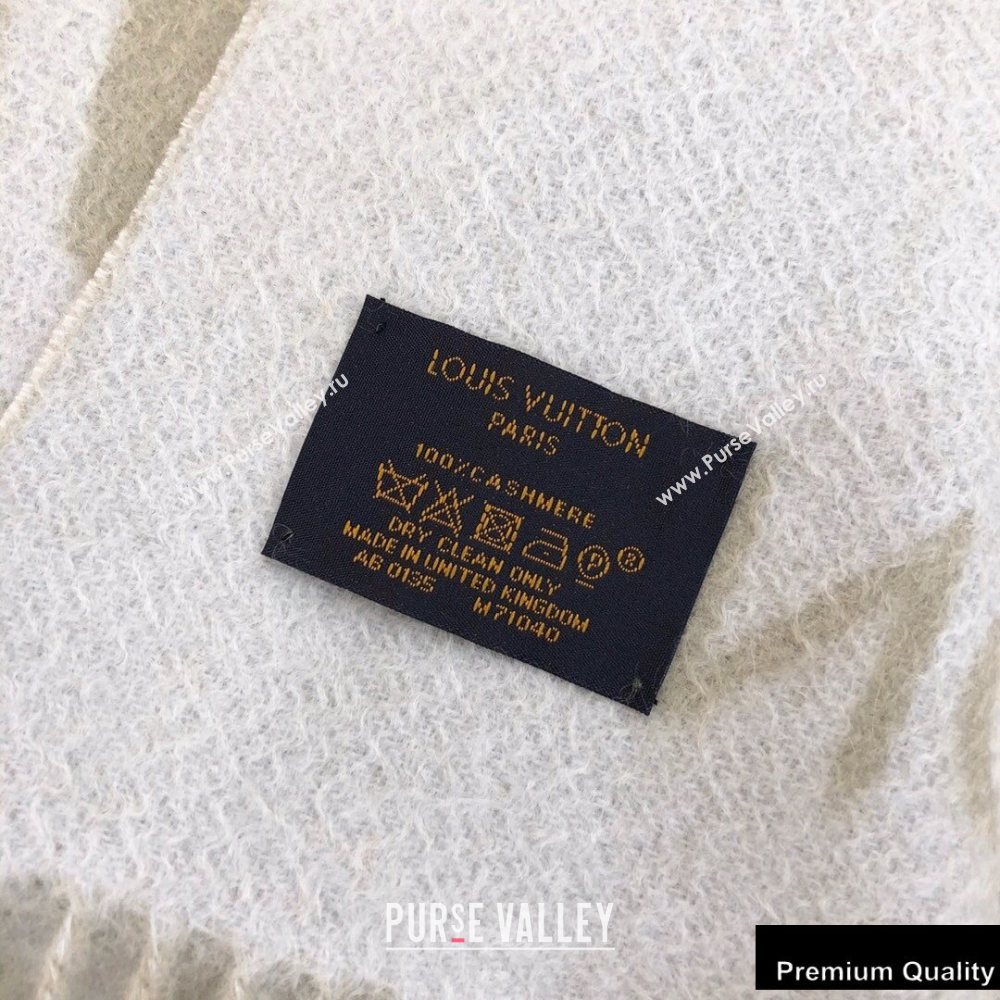 LOUIS VUITTON
PARIS
100% CASHMERE
DRY CLEAN ONLY
MADE IN UNITED KINGDOM
AB 0135 M71040
P
R
www.PurseValley.ru
www.PurseValley.ru
PURSE VALLEY
Premium Quality